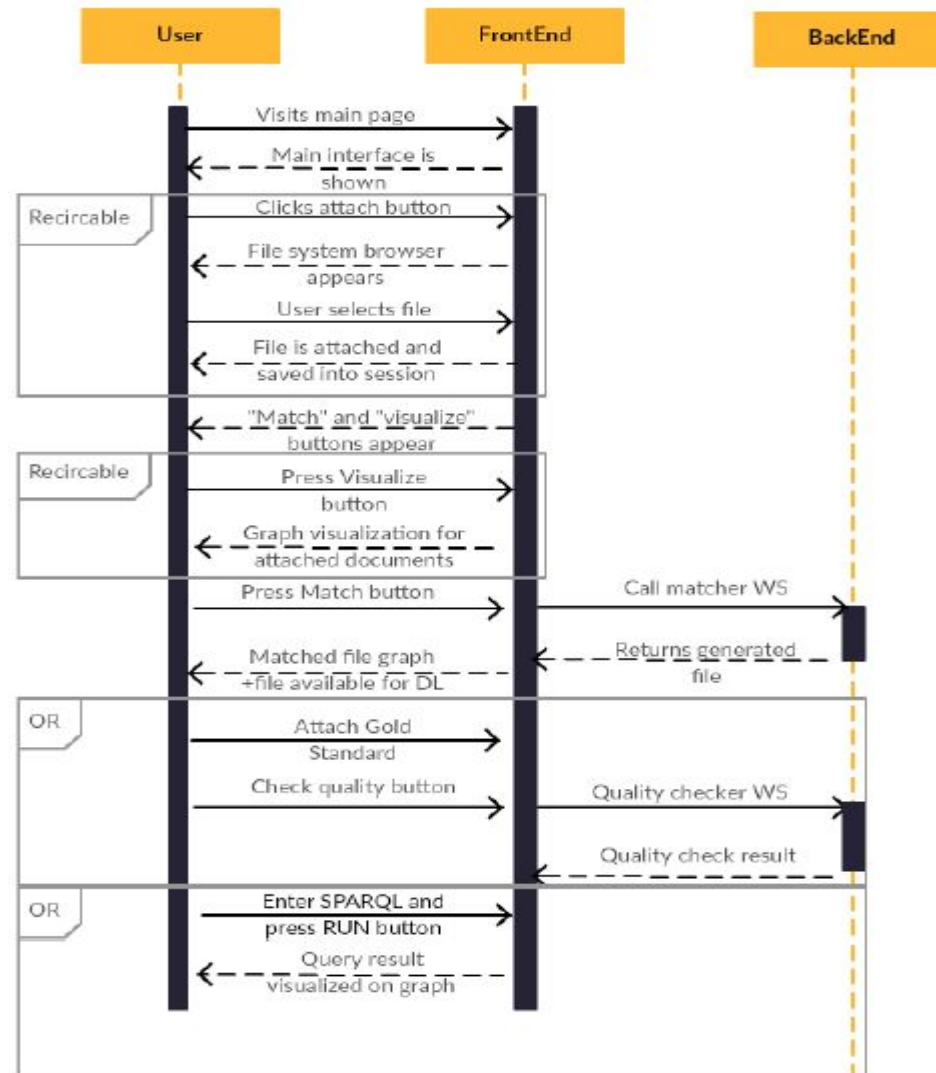 User
FrontEnd
BackEnd
Visits main page
Main interface is
shown
Recircable
Clicks attach button
File system browser
appears
User selects file
File is attached and
saved into session
"Match" and "visualize"
buttons appear
Recircable
Press Visualize
button
Graph visualization for
attached documents
Press Match button
Call matcher WS
Returns generated
file
Matched file graph
+file available for DL
OR
Attach Gold
Standard
Check quality button
Quality checker WS
Quality check result
OR
Enter SPARQL and
press RUN button
Query result
visualized on graph